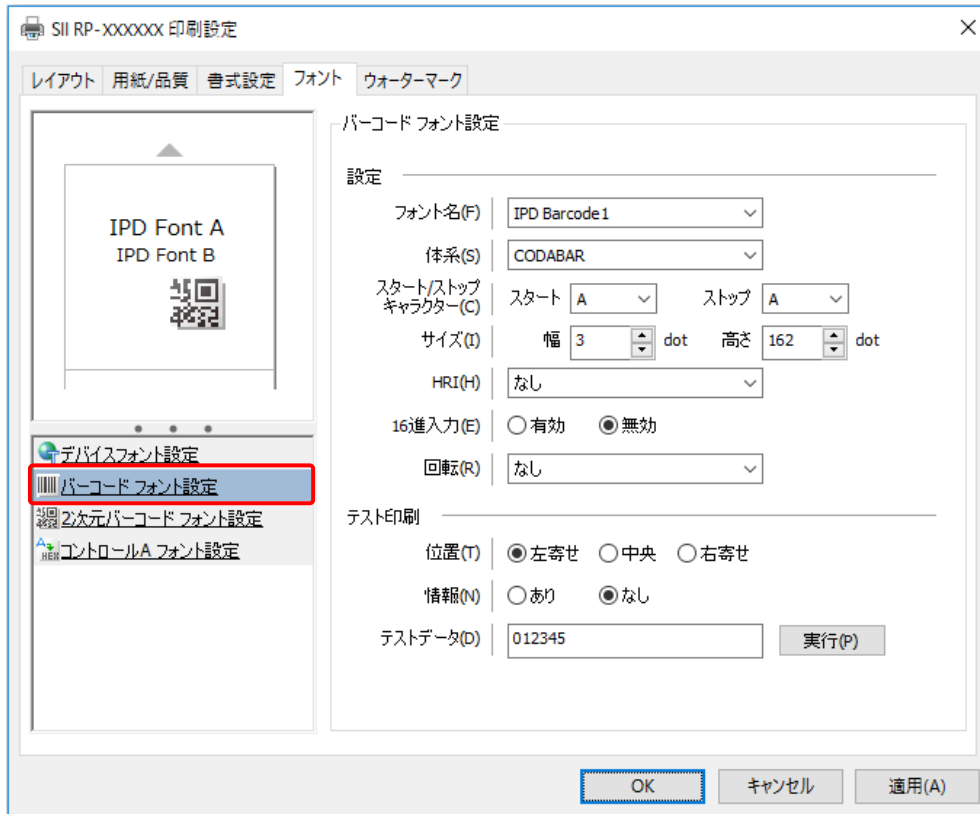 SII RP-XXXXXX 印刷設定
レイアウト 用紙/品質 書式設定 フォント ウォーターマーク
IPD Font A
IPD Font B
デバイスフォント設定
バーコード フォント設定
2次元バーコード フォント設定
コントロールA フォント設定
バーコード フォント設定
設定
フォント名(F) IPD Barcode1
体系(S) CODABAR
スタート/ストップ
キャラクター(C) スタート A ストップ A
サイズ(I) 幅 3 dot 高さ 162 dot
HRI(H) なし
16進入力(E) 有効 無効
回転(R) なし
テスト印刷
位置(T) 左寄せ 中央 右寄せ
情報(N) あり なし
テストデータ(D) 012345 実行(P)
OK キャンセル 適用(A)